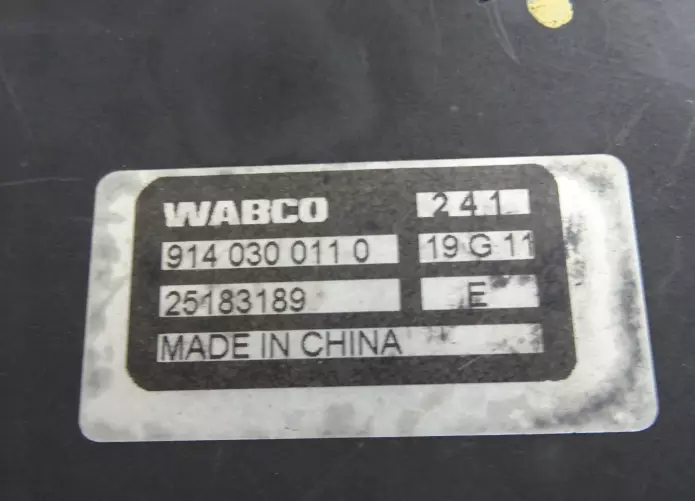 WABCO 2.4.1
914 030 011 0 19 G 11
25183189 E
MADE IN CHINA